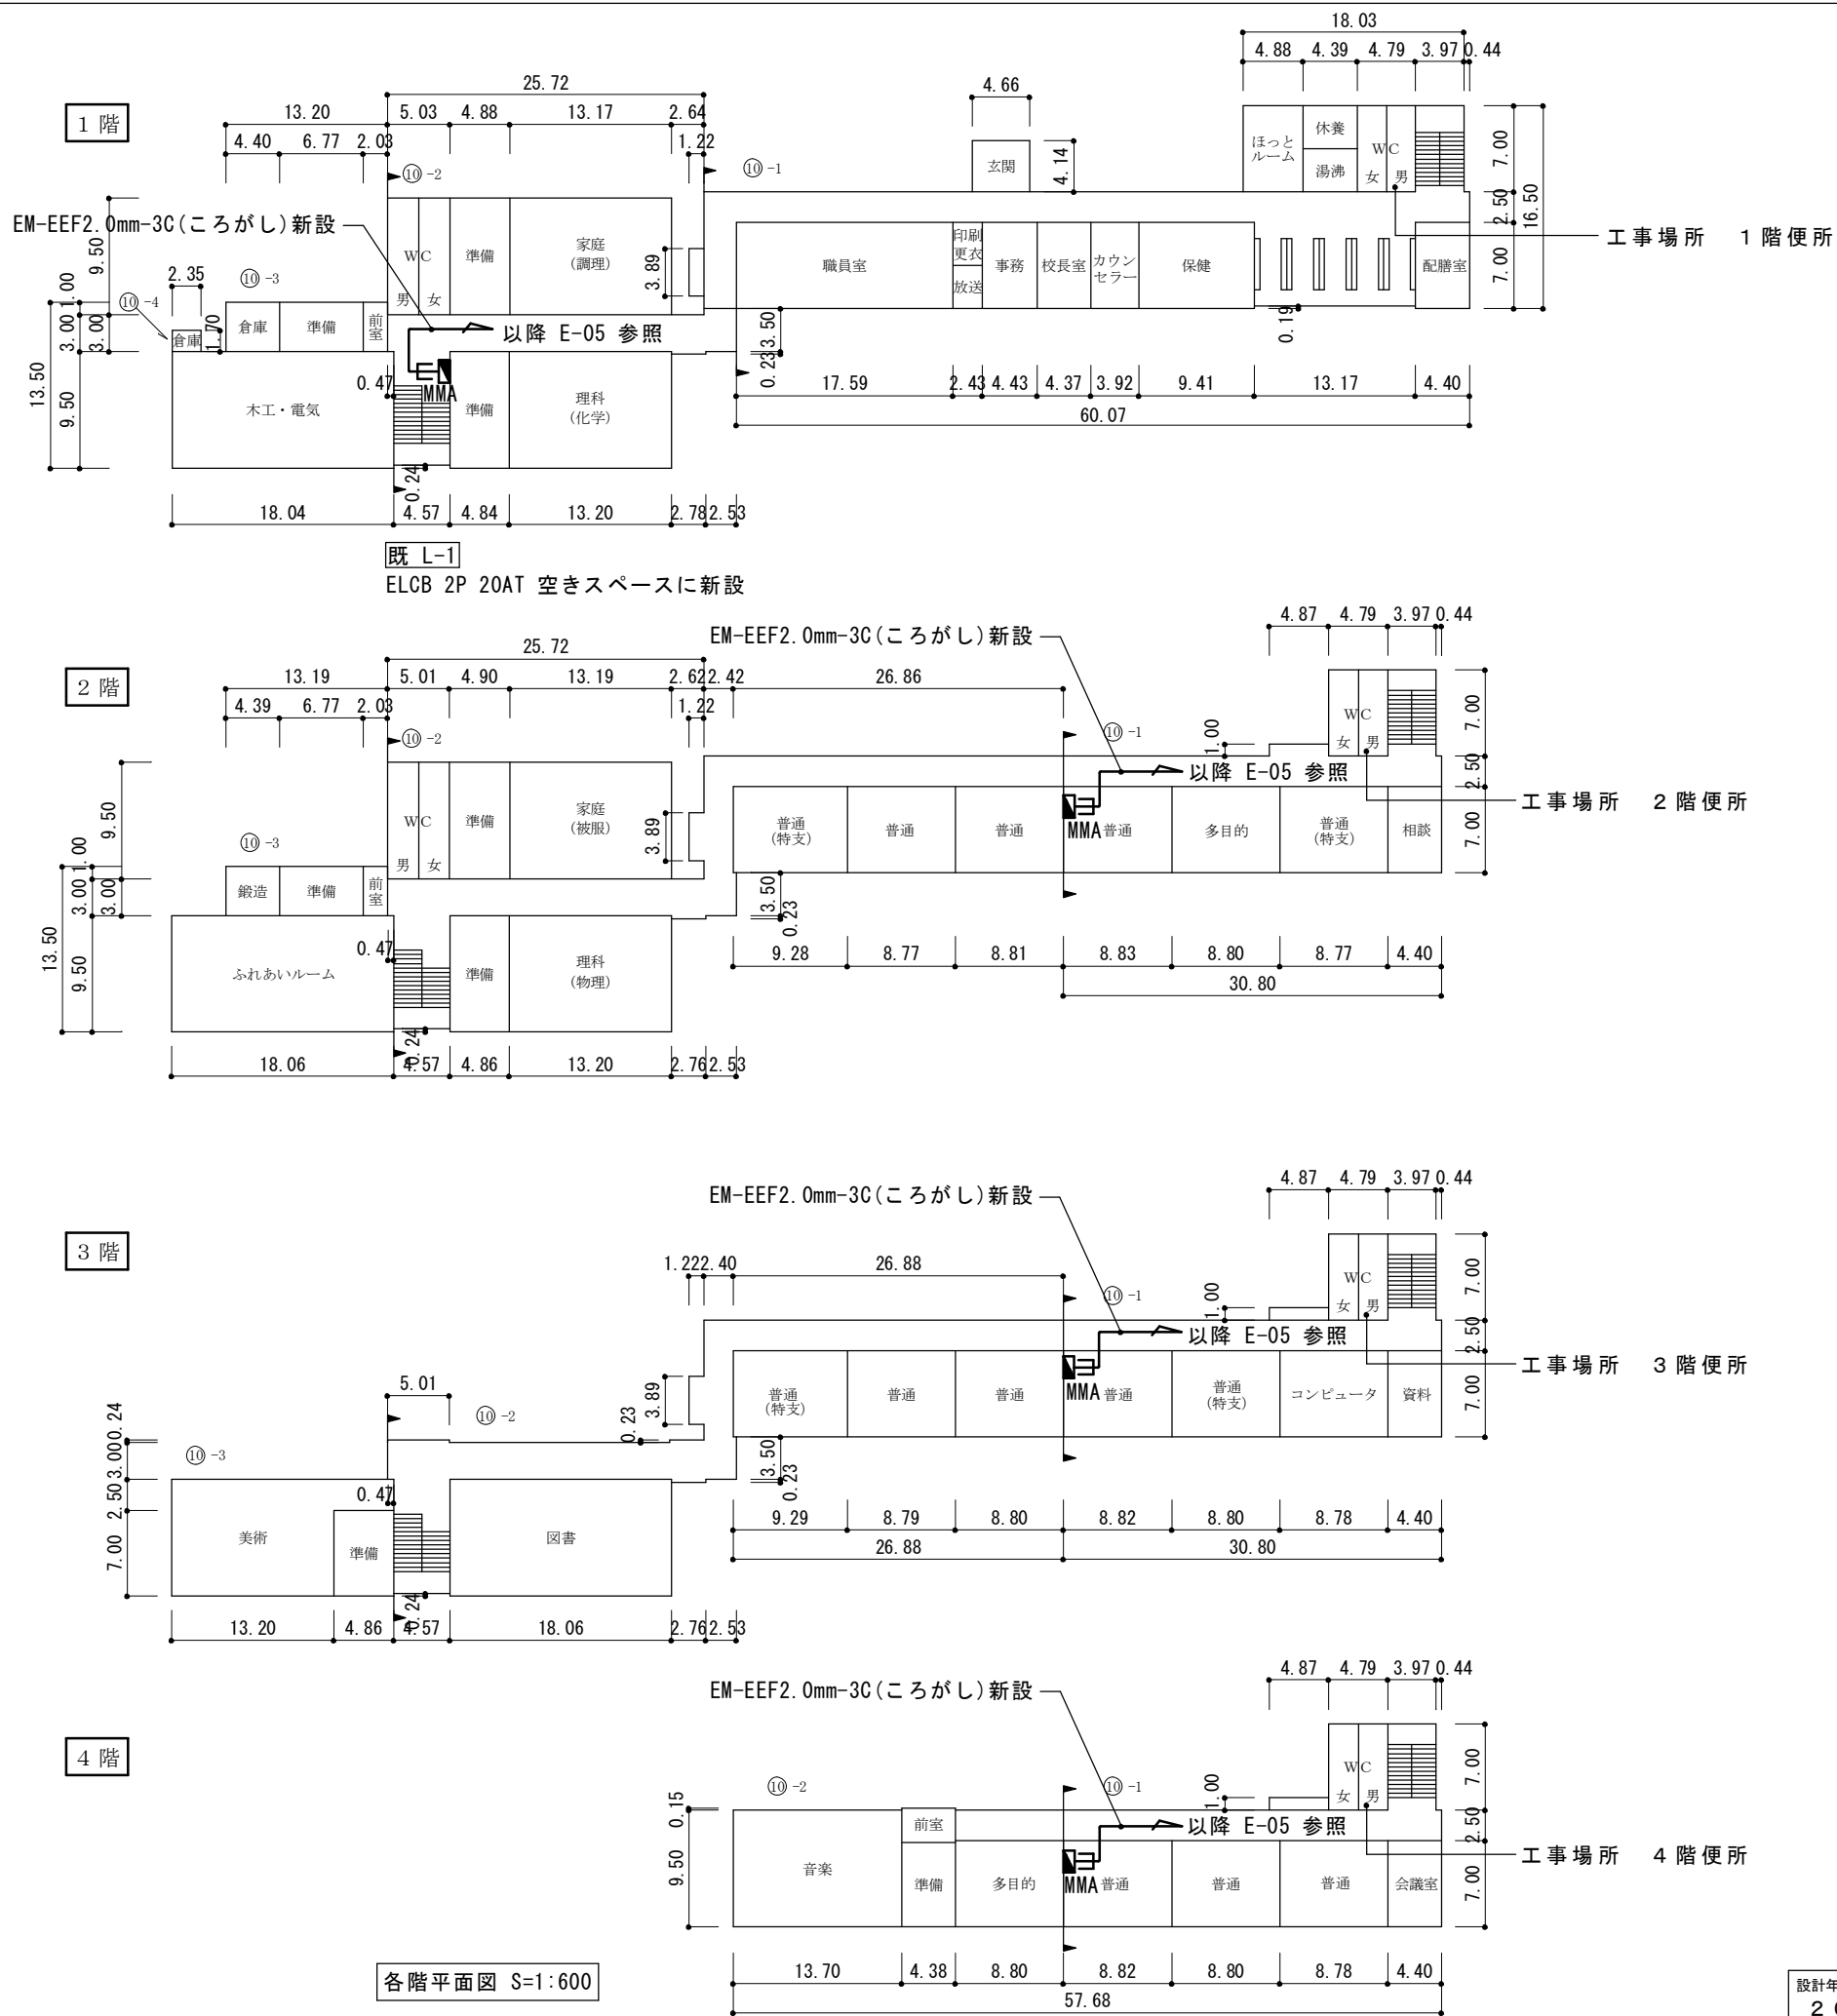 18.03
4.88 4.39 4.79 3.97 0.44
25.72
4.66
1 階
13.20 5.03 4.88 13.17 2.64
4.40 6.77 2.03 1.22
⑩-2 ⑩-1
玄関 4.14
ほっと
ルーム
休養
湯沸
WC
女 男
7.00
2.50
16.50
7.00
EM-EEF2.0mm-3C(ころがし)新設
工事場所 1階便所
9.50
2.35
⑩-3
⑩-4
1.00
3.00
3.00
1.70
13.50
9.50
WC
男 女
準備
家庭
(調理)
3.89
職員室
印刷
更衣
放送
事務
校長室
カウン
セラー
保健
配膳室
倉庫
倉庫
準備
前室
以降 E-05 参照
3.50
0.23
0.19
0.47
MMA
木工・電気
準備
理科
(化学)
17.59 2.43 4.43 4.37 3.92 9.41 13.17 4.40
60.07
0.24
18.04 4.57 4.84 13.20 2.78 2.53
既 L-1
ELCB 2P 20AT 空きスペースに新設
EM-EEF2.0mm-3C(ころがし)新設
4.87 4.79 3.97 0.44
25.72
2 階
13.19 5.01 4.90 13.19 2.62 2.42 26.86
4.39 6.77 2.03 1.22
⑩-2 ⑩-1
1.00
WC
女 男
7.00
2.50
7.00
以降 E-05 参照
工事場所 2階便所
9.50
1.00
3.00
3.00
13.50
9.50
⑩-3
WC
男 女
準備
家庭
(被服)
3.89
普通
(特支)
普通
普通
MMA
普通
多目的
普通
(特支)
相談
鍛造
準備
前室
3.50
0.23
0.47
ふれあいルーム
準備
理科
(物理)
9.28 8.77 8.81 8.83 8.80 8.77 4.40
30.80
0.24
18.06 4.57 4.86 13.20 2.76 2.53
EM-EEF2.0mm-3C(ころがし)新設
4.87 4.79 3.97 0.44
3 階
1.22 2.40 26.88
⑩-1
1.00
WC
女 男
7.00
2.50
7.00
以降 E-05 参照
工事場所 3階便所
5.01
⑩-2
⑩-3
0.23
3.89
0.24
3.00
2.50
7.00
普通
(特支)
普通
普通
MMA
普通
普通
(特支)
コンピュータ
資料
3.50
0.23
0.47
美術
準備
図書
9.29 8.79 8.80 8.82 8.80 8.78 4.40
26.88 30.80
0.24
13.20 4.86 4.57 18.06 2.76 2.53
EM-EEF2.0mm-3C(ころがし)新設
4.87 4.79 3.97 0.44
4 階
⑩-2 ⑩-1
1.00
WC
女 男
7.00
2.50
7.00
以降 E-05 参照
工事場所 4階便所
0.15
9.50
音楽
前室
準備
多目的
MMA
普通
普通
普通
会議室
13.70 4.38 8.80 8.82 8.80 8.78 4.40
57.68
各階平面図 S=1:600
設計年